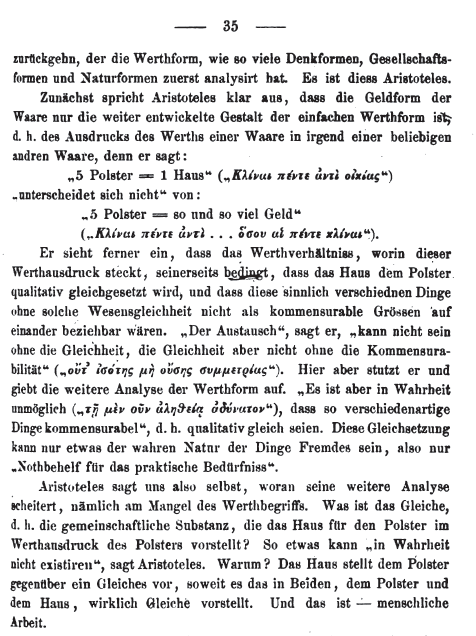 — 35 —
zurückgehn, der die Werthform, wie so viele Denkformen, Gesellschafts-
formen und Naturformen zuerst analysirt hat. Es ist diess Aristoteles.
Zunächst spricht Aristoteles klar aus, dass die Geldform der
Waare nur die weiter entwickelte Gestalt der einfachen Werthform ist,
d. h. des Ausdrucks des Werths einer Waare in irgend einer beliebigen
andren Waare, denn er sagt:
„5 Polster = 1 Haus“ („Κλίναι πέντε ἀντὶ οἰκίας“)
„unterscheidet sich nicht“ von:
„5 Polster = so und so viel Geld“
(„Κλίναι πέντε ἀντὶ . . . ὅσου αἱ πέντε κλίναι“).
Er sieht ferner ein, dass das Werthverhältniss, worin dieser
Werthausdruck steckt, seinerseits bedingt, dass das Haus dem Polster
qualitativ gleichgesetzt wird, und dass diese sinnlich verschiednen Dinge
ohne solche Wesensgleichheit nicht als kommensurable Grössen auf
einander beziehbar wären. „Der Austausch“, sagt er, „kann nicht sein
ohne die Gleichheit, die Gleichheit aber nicht ohne die Kommensura-
bilität“ („οὔτ' ἰσότης μὴ οὔσης συμμετρίας“). Hier aber stutzt er und
giebt die weitere Analyse der Werthform auf. „Es ist aber in Wahrheit
unmöglich („τῇ μὲν οὖν ἀληθείᾳ ἀδύνατον“), dass so verschiedenartige
Dinge kommensurabel“, d. h. qualitativ gleich seien. Diese Gleichsetzung
kann nur etwas der wahren Natur der Dinge Fremdes sein, also nur
„Nothbehelf für das praktische Bedürfniss“.
Aristoteles sagt uns also selbst, woran seine weitere Analyse
scheitert, nämlich am Mangel des Werthbegriffs. Was ist das Gleiche,
d. h. die gemeinschaftliche Substanz, die das Haus für den Polster im
Werthausdruck des Polsters vorstellt? So etwas kann „in Wahrheit
nicht existiren“, sagt Aristoteles. Warum? Das Haus stellt dem Polster
gegenüber ein Gleiches vor, soweit es das in Beiden, dem Polster und
dem Haus, wirklich Gleiche vorstellt. Und das ist — menschliche
Arbeit.